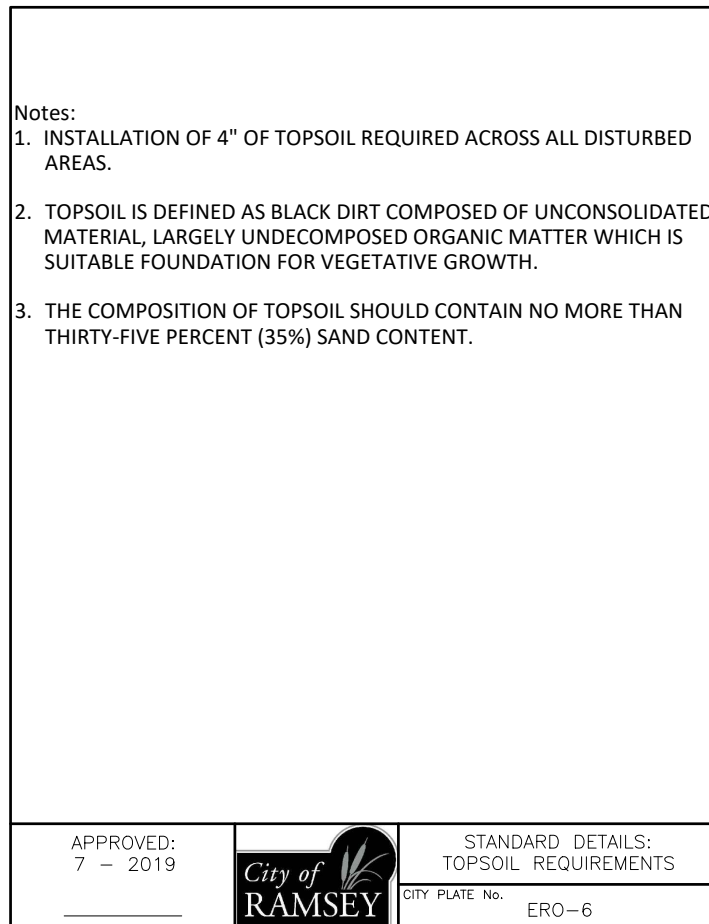 Notes:
1. INSTALLATION OF 4" OF TOPSOIL REQUIRED ACROSS ALL DISTURBED
AREAS.
2. TOPSOIL IS DEFINED AS BLACK DIRT COMPOSED OF UNCONSOLIDATED
MATERIAL, LARGELY UNDECOMPOSED ORGANIC MATTER WHICH IS
SUITABLE FOUNDATION FOR VEGETATIVE GROWTH.
3. THE COMPOSITION OF TOPSOIL SHOULD CONTAIN NO MORE THAN
THIRTY-FIVE PERCENT (35%) SAND CONTENT.
APPROVED:
7 - 2019
City of
RAMSEY
STANDARD DETAILS:
TOPSOIL REQUIREMENTS
CITY PLATE No.
ERO-6